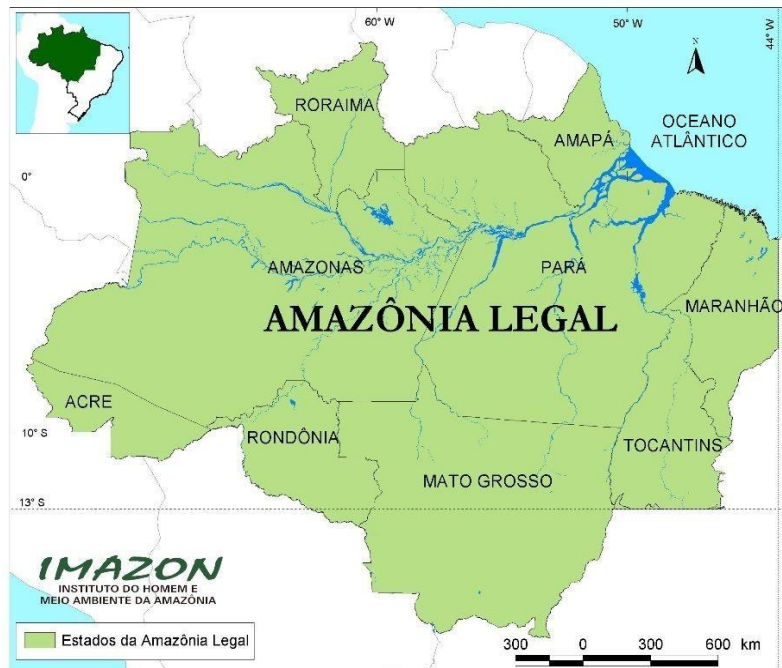 60° W
50° W
44° W
N
RORAIMA
AMAPÁ
OCEANO
ATLÂNTICO
0°
AMAZONAS
PARÁ
AMAZÔNIA LEGAL
MARANHÃO
ACRE
10° S
RONDÔNIA
TOCANTINS
MATO GROSSO
13° S
IMAZON
INSTITUTO DO HOMEM E
MEIO AMBIENTE DA AMAZÔNIA
Estados da Amazônia Legal
300 0 300 600 km